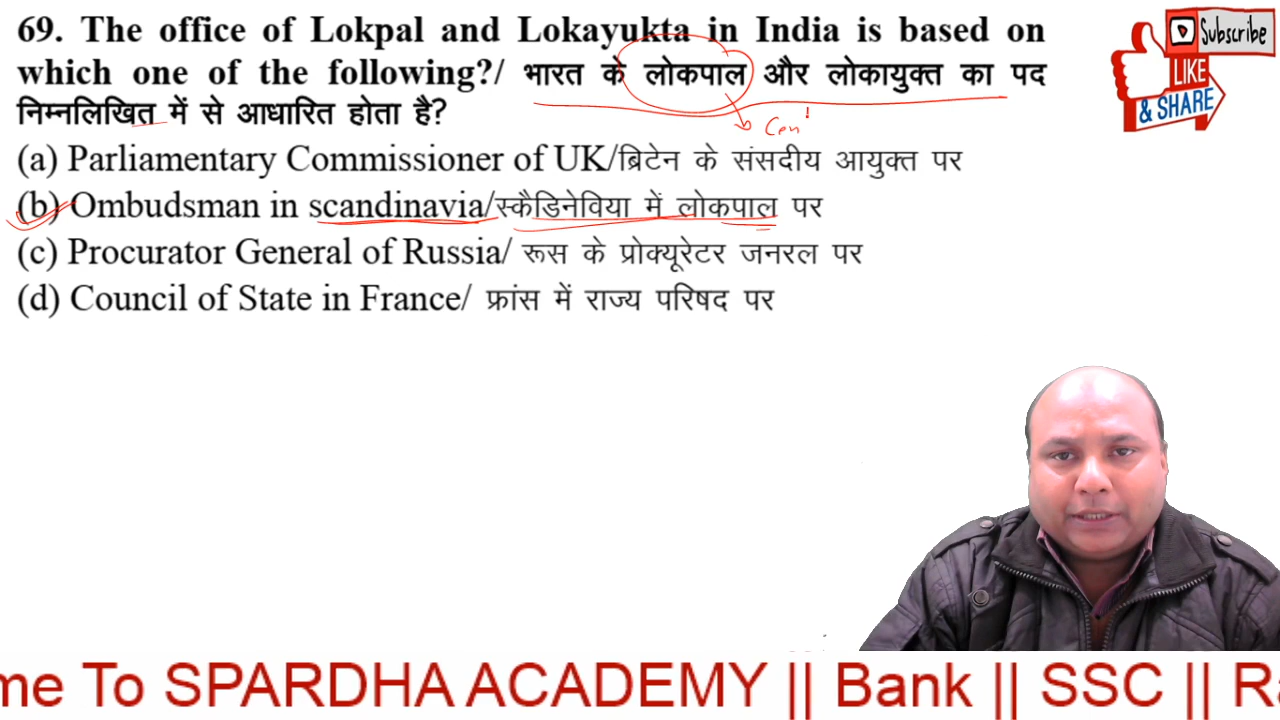 69. The office of Lokpal and Lokayukta in India is based on
which one of the following?/ भारत के लोकपाल और लोकायुक्त का पद
निम्नलिखित में से आधारित होता है?
(a) Parliamentary Commissioner of UK/ब्रिटेन के संसदीय आयुक्त पर
(b) Ombudsman in scandinavia/स्कैडिनेविया में लोकपाल पर
(c) Procurator General of Russia/ रूस के प्रोक्यूरेटर जनरल पर
(d) Council of State in France/ फ्रांस में राज्य परिषद पर
Subscribe
LIKE
& SHARE
me To SPARDHA ACADEMY || Bank || SSC || Ra